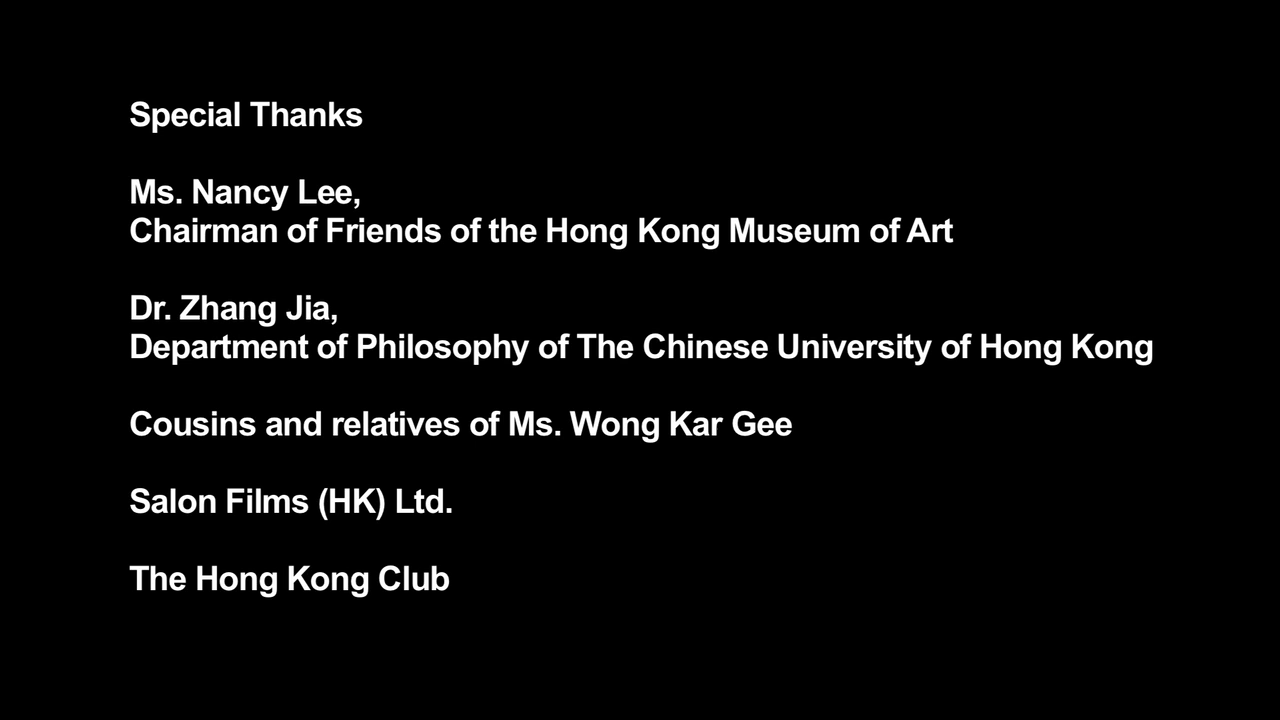 Special Thanks
Ms. Nancy Lee,
Chairman of Friends of the Hong Kong Museum of Art
Dr. Zhang Jia,
Department of Philosophy of The Chinese University of Hong Kong
Cousins and relatives of Ms. Wong Kar Gee
Salon Films (HK) Ltd.
The Hong Kong Club